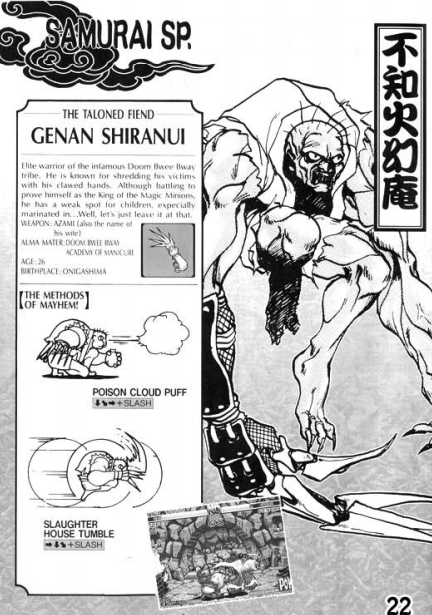 SAMURAI SP.
不知火幻庵
THE TALONED FIEND
GENAN SHIRANUI
Elite warrior of the infamous Doom Bwee Bway
tribe. He is known for shredding his victims
with his clawed hands. Although battling to
prove himself as the King of the Magic Minions,
he has a weak spot for children, expecially
marinated in...Well, let's just leave it at that.
WEAPON: AZAMI (also the name of
his wife)
ALMA MATER: DOOM BWEE BWAY
ACADEMY OF MANICURE
AGE: 26
BIRTHPLACE: ONIGASHIMA
【THE METHODS
OF MAYHEM!】
POISON CLOUD PUFF
⬇⬊➡+SLASH
SLAUGHTER
HOUSE TUMBLE
➡⬇⬊+SLASH
22